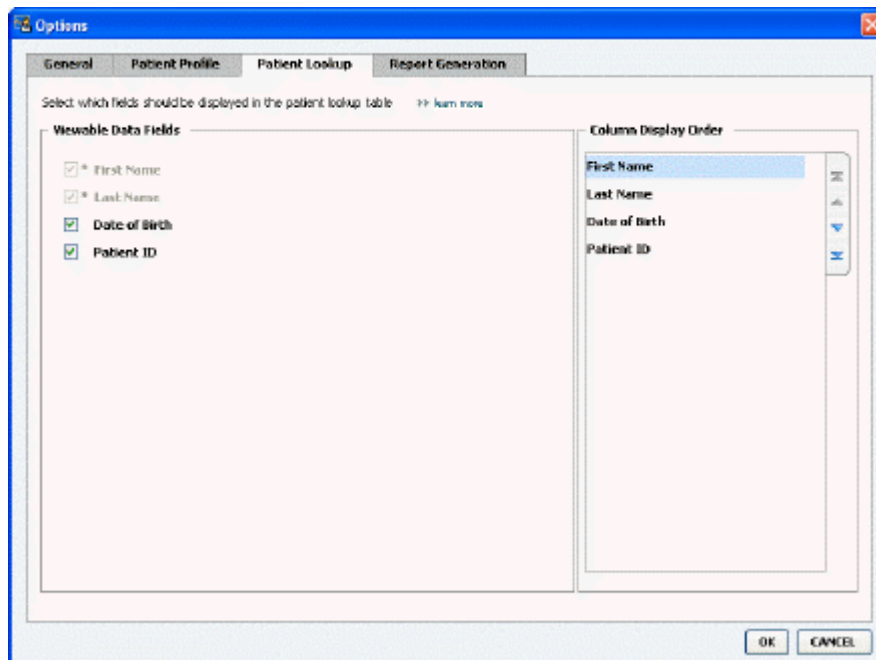 Options
General Patient Profile Patient Lookup Report Generation
Select which fields should be displayed in the patient lookup table >> learn more
Viewable Data Fields
Column Display Order
* First Name
* Last Name
Date of Birth
Patient ID
First Name
Last Name
Date of Birth
Patient ID
OK CANCEL